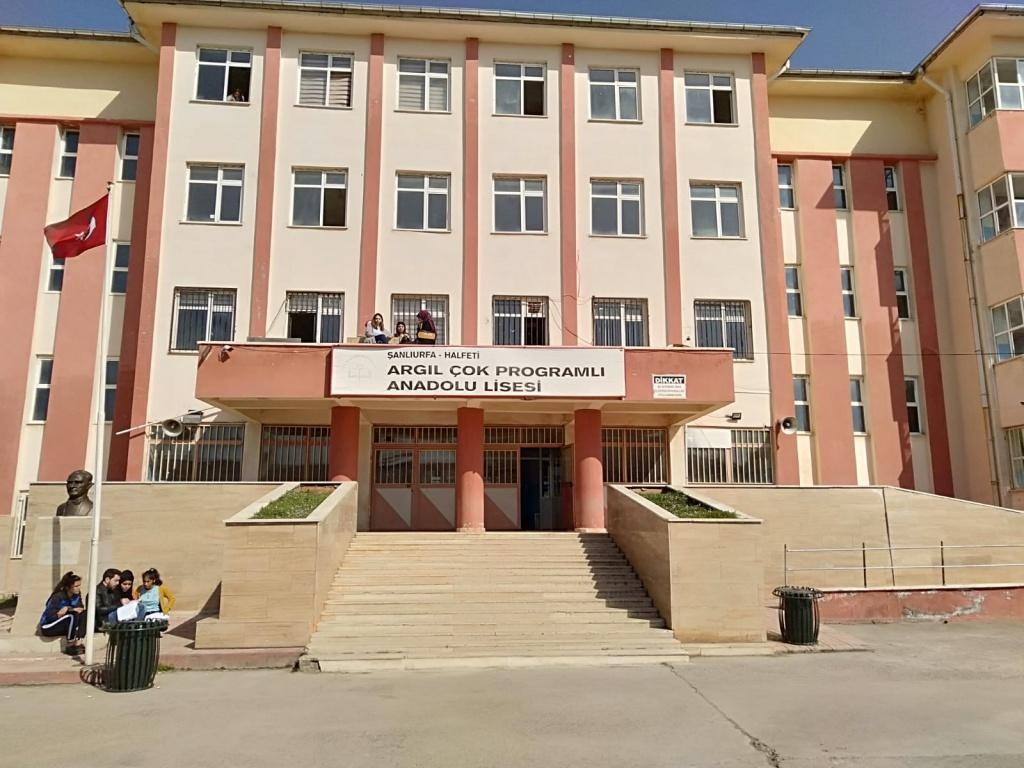 ŞANLIURFA - HALFETİ
ARGIL ÇOK PROGRAMLI
ANADOLU LİSESİ
DİKKAT